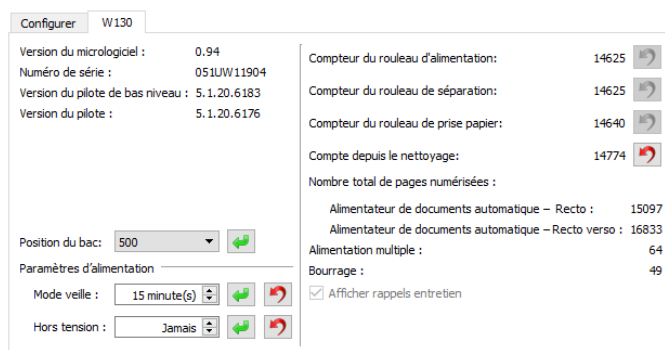 Configurer
W130
Version du micrologiciel : 0.94
Numéro de série : 051UW11904
Version du pilote de bas niveau : 5.1.20.6183
Version du pilote : 5.1.20.6176
Position du bac: 500
Paramètres d'alimentation
Mode veille : 15 minute(s)
Hors tension : Jamais
Compteur du rouleau d'alimentation: 14625
Compteur du rouleau de séparation: 14625
Compteur du rouleau de prise papier: 14640
Compte depuis le nettoyage: 14774
Nombre total de pages numérisées :
Alimentateur de documents automatique – Recto : 15097
Alimentateur de documents automatique – Recto verso : 16833
Alimentation multiple : 64
Bourrage : 49
Afficher rappels entretien